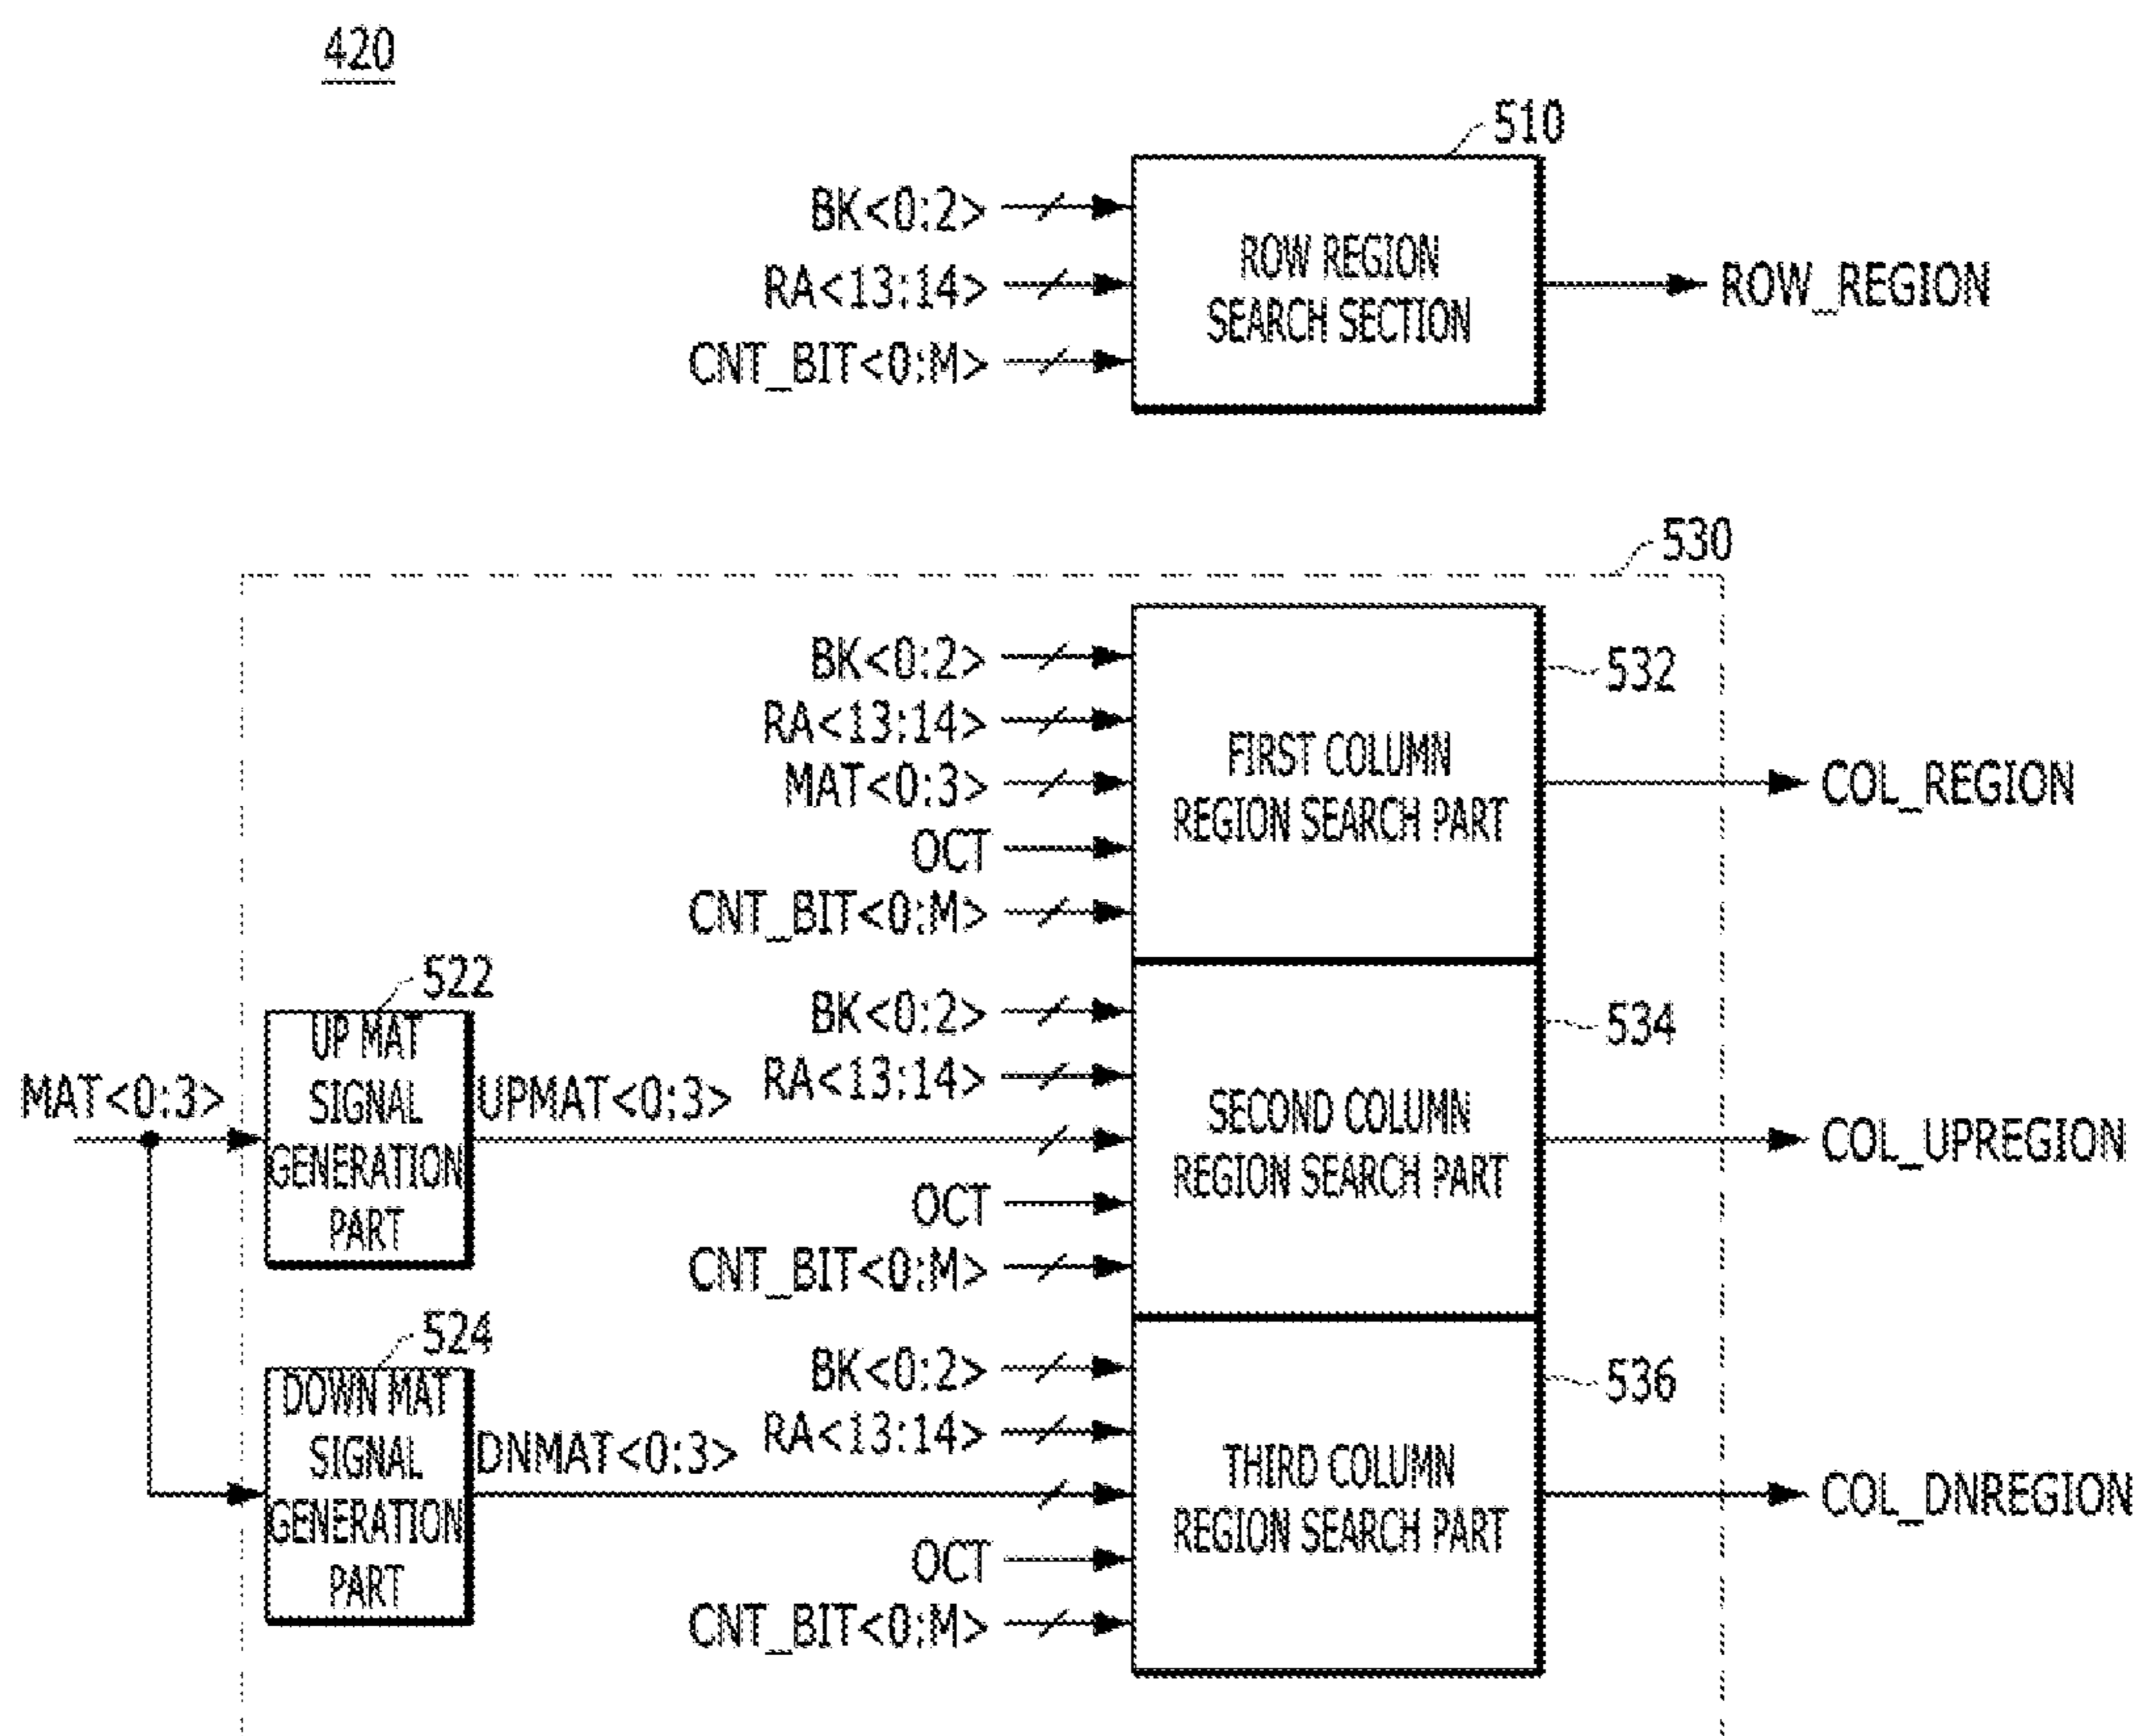 420
510
BK<0:2>
RA<13:14>
CNT_BIT<0:M>
ROW REGION
SEARCH SECTION
ROW_REGION
530
BK<0:2>
RA<13:14>
MAT<0:3>
OCT
CNT_BIT<0:M>
FIRST COLUMN
REGION SEARCH PART
532
COL_REGION
MAT<0:3>
522
UP MAT
SIGNAL
GENERATION
PART
UPMAT<0:3>
BK<0:2>
RA<13:14>
OCT
CNT_BIT<0:M>
SECOND COLUMN
REGION SEARCH PART
534
COL_UPREGION
524
DOWN MAT
SIGNAL
GENERATION
PART
DNMAT<0:3>
BK<0:2>
RA<13:14>
OCT
CNT_BIT<0:M>
THIRD COLUMN
REGION SEARCH PART
536
COL_DNREGION